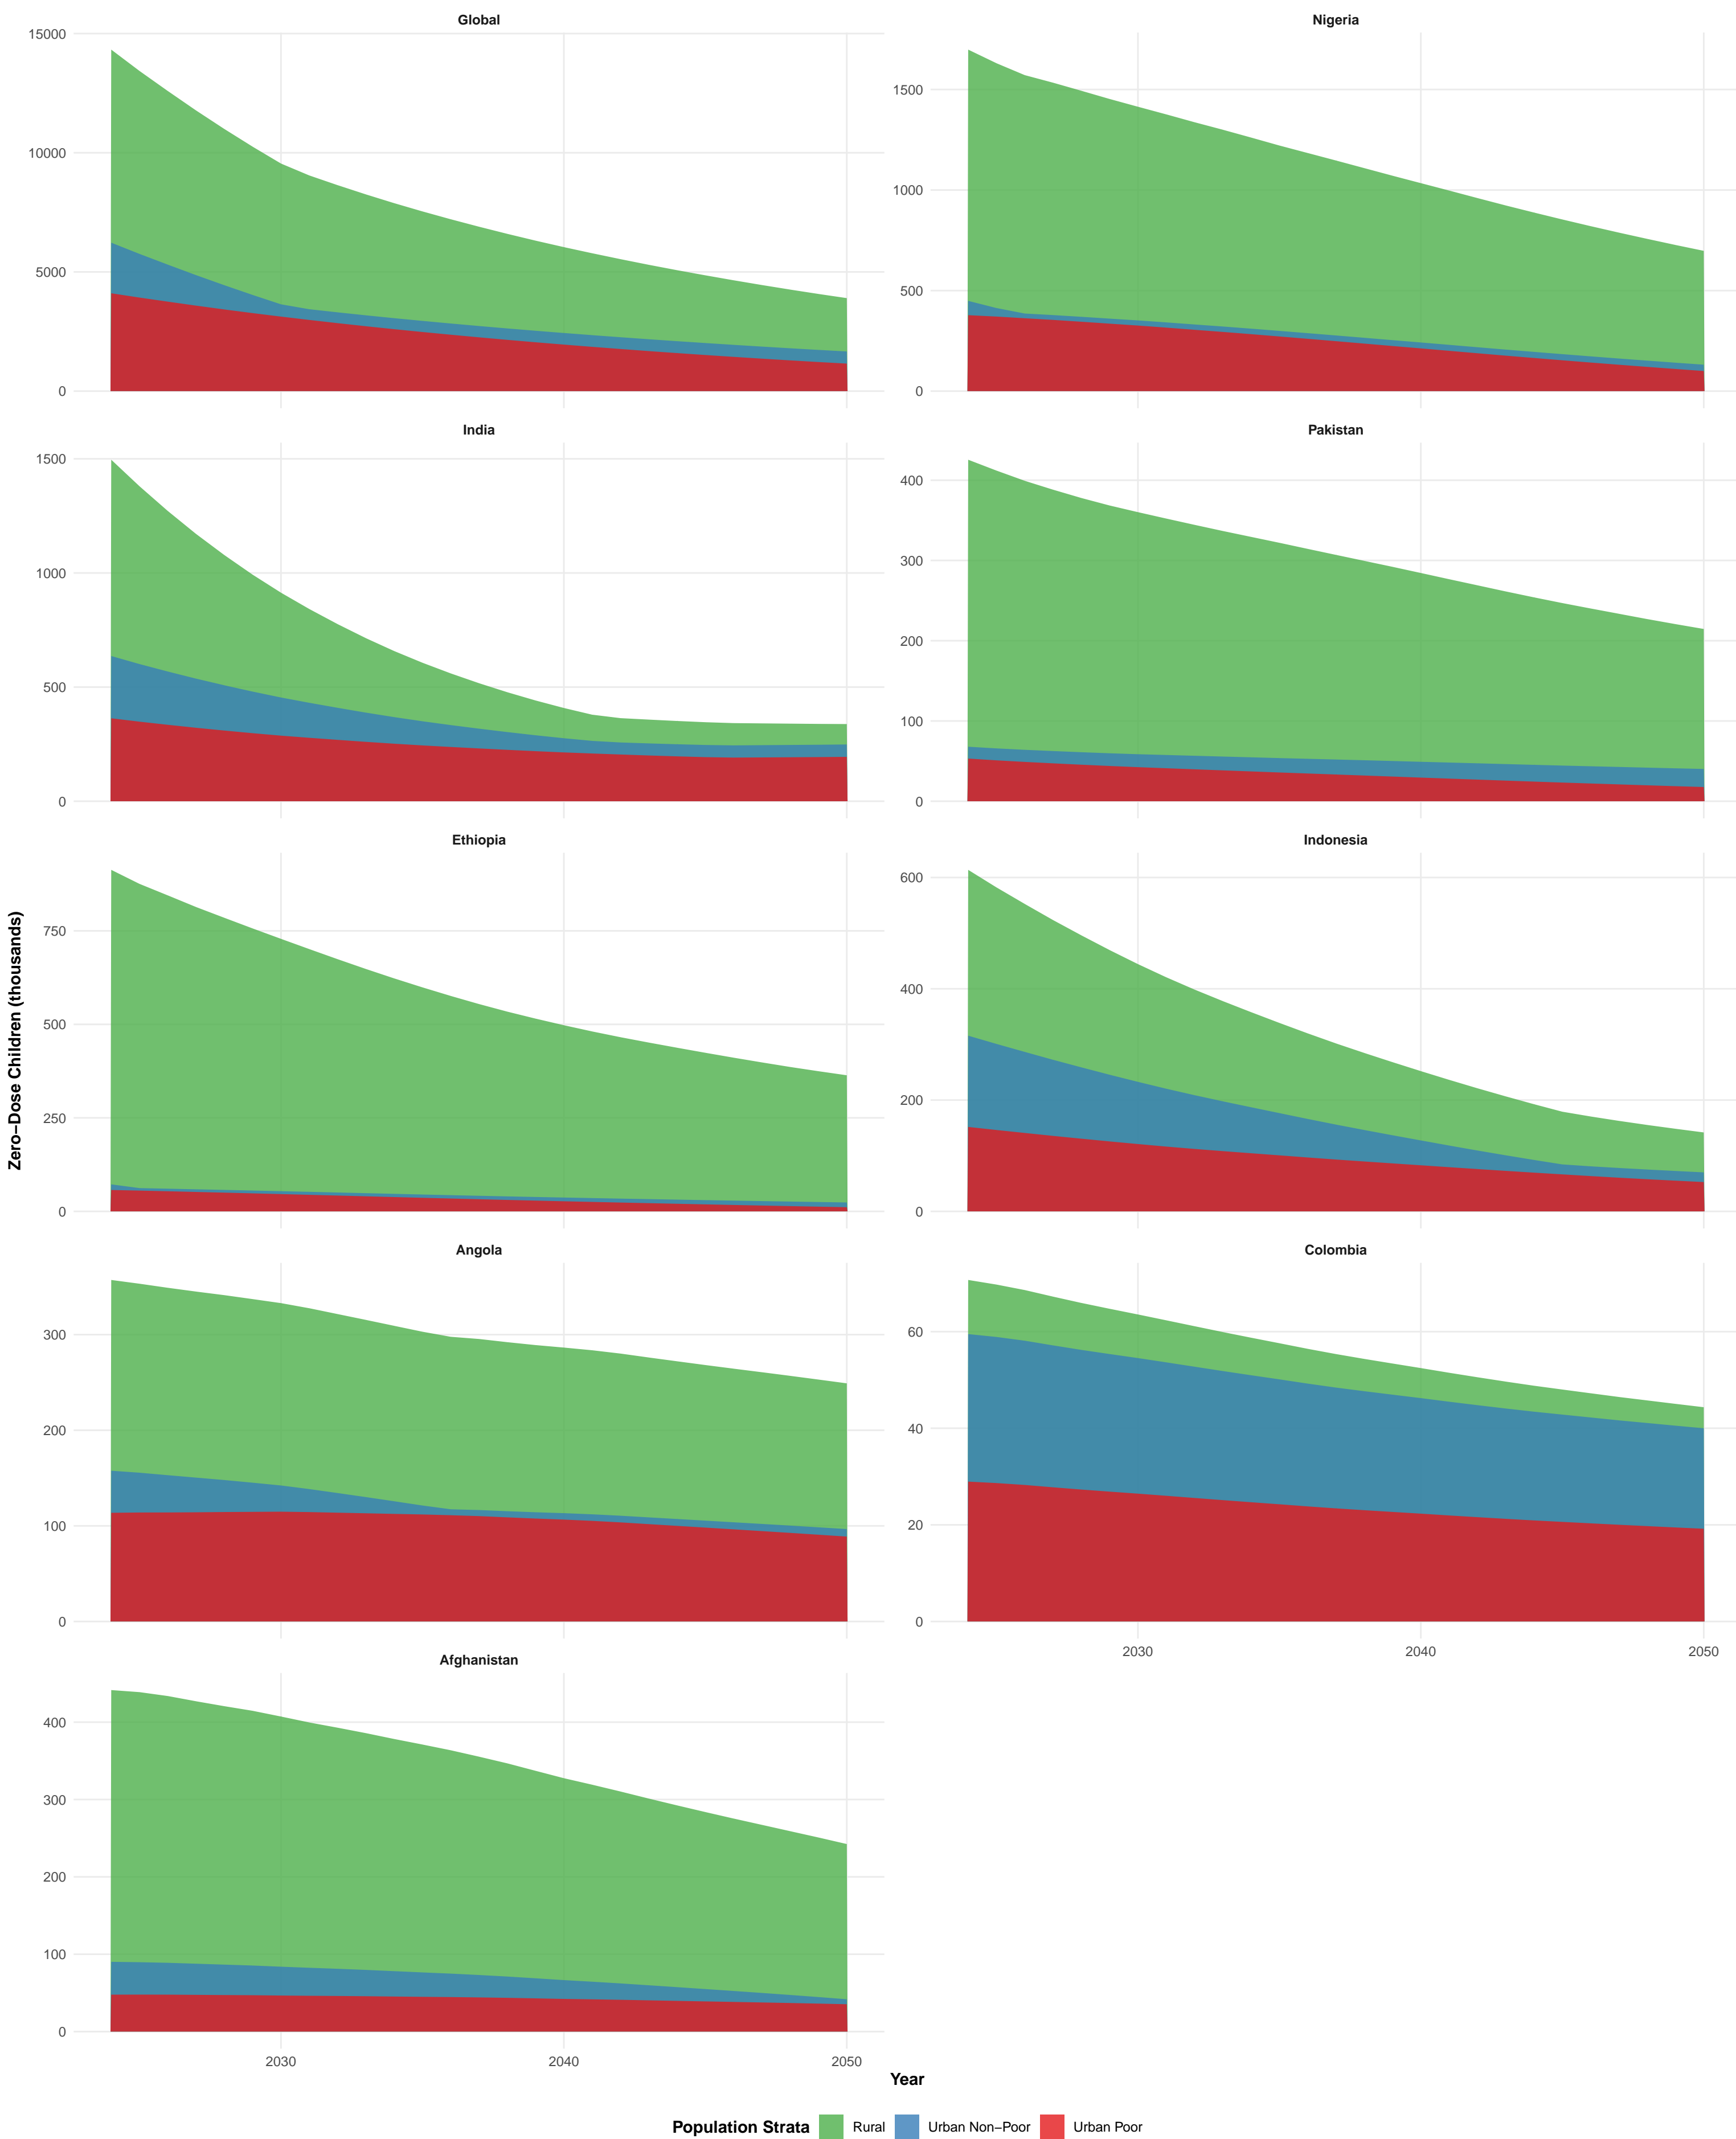 Global
Nigeria
15000
10000
5000
0
1500
1000
500
0
India
Pakistan
1500
1000
500
0
400
300
200
100
0
Ethiopia
Indonesia
750
500
250
0
600
400
200
0
Angola
Colombia
300
200
100
0
60
40
20
0
2030
2040
2050
Afghanistan
400
300
200
100
0
2030
2040
2050
Zero−Dose Children (thousands)
Year
Population Strata
Rural
Urban Non−Poor
Urban Poor